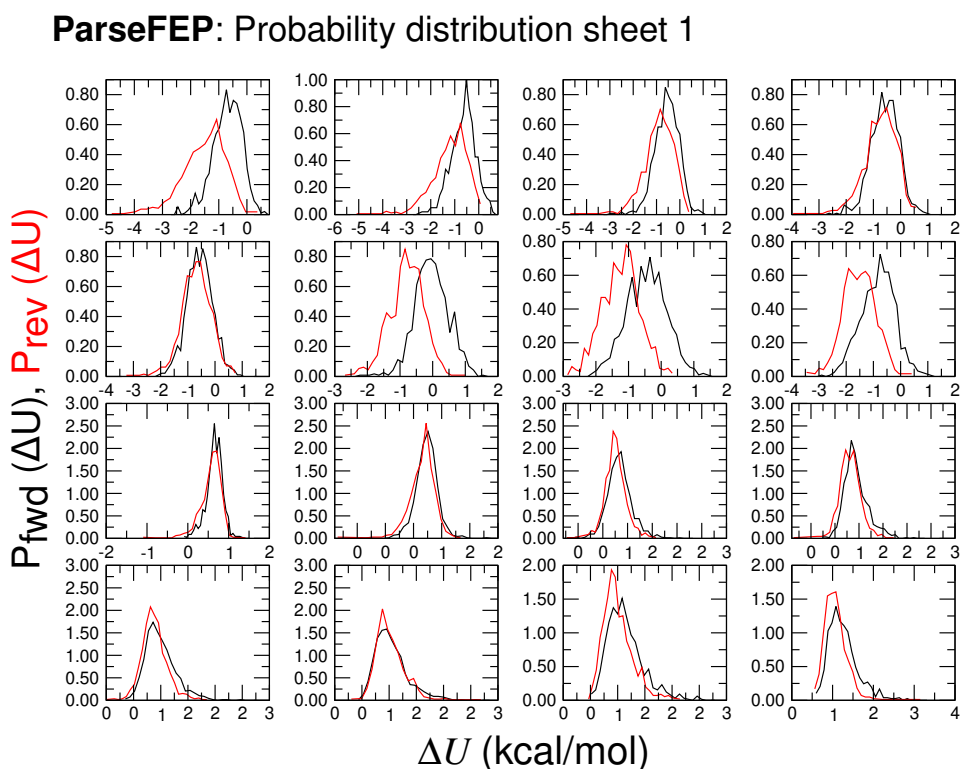 ParseFEP: Probability distribution sheet 1
Pfwd (ΔU), Prev (ΔU)
0.80 1.00 0.80 0.80
0.60 0.80 0.60 0.60
0.40 0.60 0.40 0.40
0.20 0.40 0.20 0.20
0.00 0.20 0.00 0.00
0.00
-5 -4 -3 -2 -1 0 -6 -5 -4 -3 -2 -1 0 -5 -4 -3 -2 -1 0 1 2 -4 -3 -2 -1 0 1 2
0.80 0.80 0.80 0.80
0.60 0.60 0.60 0.60
0.40 0.40 0.40 0.40
0.20 0.20 0.20 0.20
0.00 0.00 0.00 0.00
-4 -3 -2 -1 0 1 2 -3 -2 -1 0 1 2 -3 -2 -1 0 1 2 -4 -3 -2 -1 0 1 2
3.00 3.00 3.00 3.00
2.50 2.50 2.50 2.50
2.00 2.00 2.00 2.00
1.50 1.50 1.50 1.50
1.00 1.00 1.00 1.00
0.50 0.50 0.50 0.50
0.00 0.00 0.00 0.00
-1 0 0 1 2 -1 0 0 1 2 2 0 0 1 2 2 3 0 0 1 2 2 3
3.00 3.00 2.00 2.00
2.50 2.50 1.50 1.50
2.00 2.00 1.00 1.00
1.50 1.50 0.50 0.50
1.00 1.00 0.00 0.00
0.50 0.50
0.00 0.00
0 0 1 2 2 3 0 0 1 2 2 3 0 0 1 2 2 3 0 1 2 3 4
ΔU (kcal/mol)